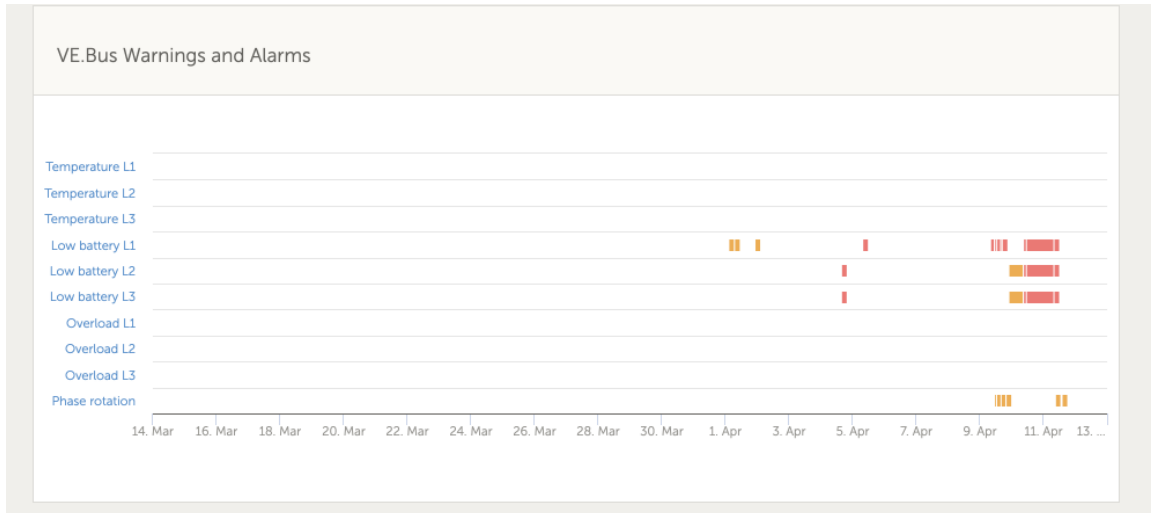 VE.Bus Warnings and Alarms
Temperature L1
Temperature L2
Temperature L3
Low battery L1
Low battery L2
Low battery L3
Overload L1
Overload L2
Overload L3
Phase rotation
14. Mar 16. Mar 18. Mar 20. Mar 22. Mar 24. Mar 26. Mar 28. Mar 30. Mar 1. Apr 3. Apr 5. Apr 7. Apr 9. Apr 11. Apr 13. ...